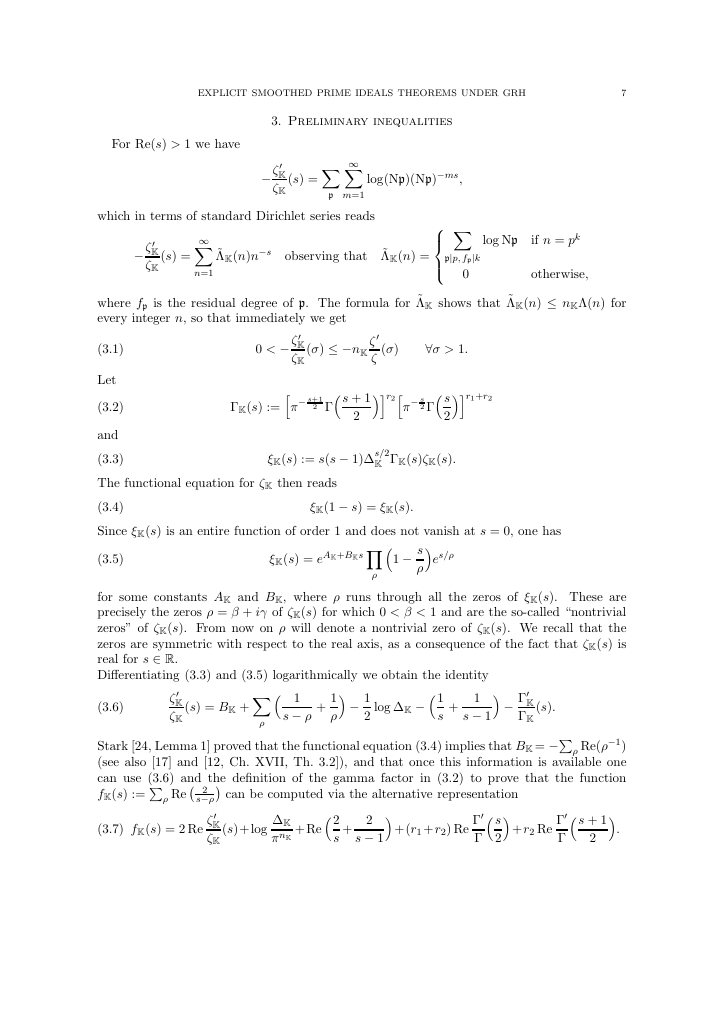 EXPLICIT SMOOTHED PRIME IDEALS THEOREMS UNDER GRH 7
3. Preliminary inequalities
For Re(s) > 1 we have
−ζ′_𝕂/ζ_𝕂(s) = ∑_𝔭 ∑_{m=1}^∞ log(N𝔭)(N𝔭)^{−ms},
which in terms of standard Dirichlet series reads
−ζ′_𝕂/ζ_𝕂(s) = ∑_{n=1}^∞ Λ̃_𝕂(n)n^{−s} observing that Λ̃_𝕂(n) = { ∑_{𝔭|p, f_𝔭|k} log N𝔭 if n = p^k
0 otherwise,
where f_𝔭 is the residual degree of 𝔭. The formula for Λ̃_𝕂 shows that Λ̃_𝕂(n) ≤ n_𝕂Λ(n) for
every integer n, so that immediately we get
(3.1) 0 < −ζ′_𝕂/ζ_𝕂(σ) ≤ −n_𝕂 ζ′/ζ(σ) ∀σ > 1.
Let
(3.2) Γ_𝕂(s) := [π^{−(s+1)/2} Γ((s+1)/2)]^{r_2} [π^{−s/2} Γ(s/2)]^{r_1+r_2}
and
(3.3) ξ_𝕂(s) := s(s − 1)Δ_𝕂^{s/2} Γ_𝕂(s)ζ_𝕂(s).
The functional equation for ζ_𝕂 then reads
(3.4) ξ_𝕂(1 − s) = ξ_𝕂(s).
Since ξ_𝕂(s) is an entire function of order 1 and does not vanish at s = 0, one has
(3.5) ξ_𝕂(s) = e^{A_𝕂+B_𝕂 s} ∏_ρ (1 − s/ρ) e^{s/ρ}
for some constants A_𝕂 and B_𝕂, where ρ runs through all the zeros of ξ_𝕂(s). These are
precisely the zeros ρ = β + iγ of ζ_𝕂(s) for which 0 < β < 1 and are the so-called “nontrivial
zeros” of ζ_𝕂(s). From now on ρ will denote a nontrivial zero of ζ_𝕂(s). We recall that the
zeros are symmetric with respect to the real axis, as a consequence of the fact that ζ_𝕂(s) is
real for s ∈ ℝ.
Differentiating (3.3) and (3.5) logarithmically we obtain the identity
(3.6) ζ′_𝕂/ζ_𝕂(s) = B_𝕂 + ∑_ρ (1/(s − ρ) + 1/ρ) − 1/2 log Δ_𝕂 − (1/s + 1/(s − 1)) − Γ′_𝕂/Γ_𝕂(s).
Stark [24, Lemma 1] proved that the functional equation (3.4) implies that B_𝕂 = −∑_ρ Re(ρ^{−1})
(see also [17] and [12, Ch. XVII, Th. 3.2]), and that once this information is available one
can use (3.6) and the definition of the gamma factor in (3.2) to prove that the function
f_𝕂(s) := ∑_ρ Re(2/(s−ρ)) can be computed via the alternative representation
(3.7) f_𝕂(s) = 2 Re ζ′_𝕂/ζ_𝕂(s) + log Δ_𝕂/π^{n_𝕂} + Re(2/s + 2/(s − 1)) + (r_1+r_2) Re Γ′/Γ(s/2) + r_2 Re Γ′/Γ((s+1)/2).